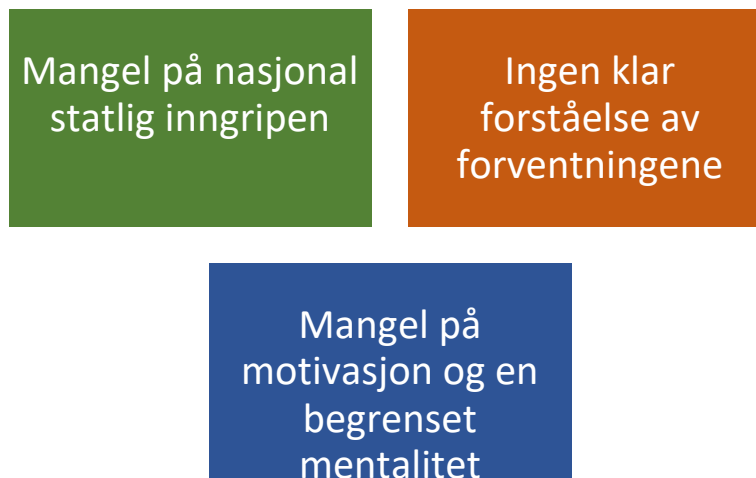 Mangel på nasjonal
statlig inngripen
Ingen klar
forståelse av
forventningene
Mangel på
motivasjon og en
begrenset
mentalitet